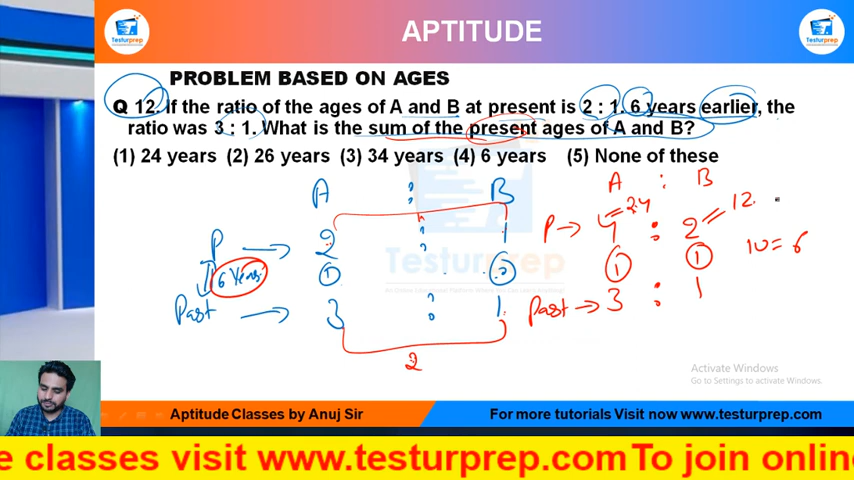 APTITUDE
Testurprep
Testurprep
PROBLEM BASED ON AGES
Q 12. If the ratio of the ages of A and B at present is 2 : 1. 6 years earlier, the
ratio was 3 : 1. What is the sum of the present ages of A and B?
(1) 24 years (2) 26 years (3) 34 years (4) 6 years (5) None of these
A : B
A : B
P → 2 : 1
P → 4 = 24 : 2 = 12.
① 
6 Years
① ①
10 = 6
Past → 3 : 1
Past → 3 : 1
2
Testurprep
Activate Windows
Go to Settings to activate Windows.
Aptitude Classes by Anuj Sir
For more tutorials Visit now www.testurprep.com
e classes visit www.testurprep.com To join onlin